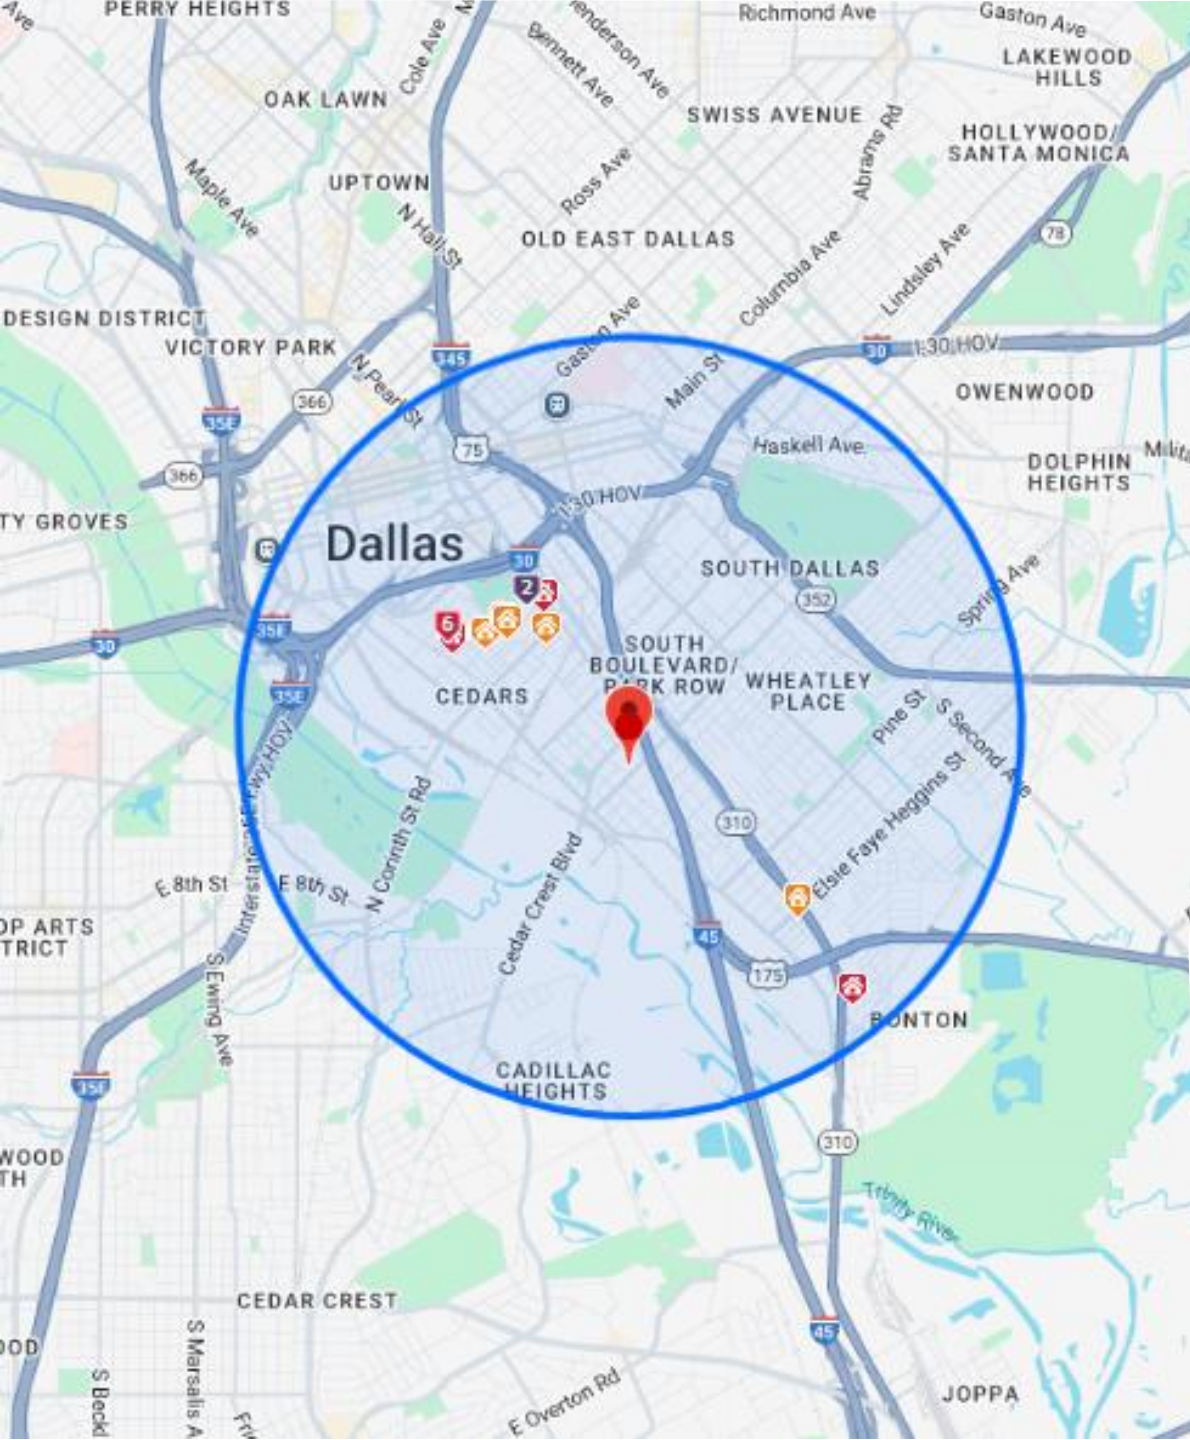 PERRY HEIGHTS
Richmond Ave
Gaston Ave
Ave
Cole Ave
Henderson Ave
Bennett Ave
LAKEWOOD
HILLS
OAK LAWN
SWISS AVENUE
Abrams Rd
HOLLYWOOD/
SANTA MONICA
Maple Ave
UPTOWN
Ross Ave
N Hall St
OLD EAST DALLAS
78
Columbia Ave
Lindsley Ave
DESIGN DISTRICT
VICTORY PARK
Gaston Ave
345
30
I-30 HOV
N Pearl St
Main St
366
OWENWOOD
35E
75
Haskell Ave
366
DOLPHIN
HEIGHTS
I-30 HOV
TY GROVES
Dallas
30
SOUTH DALLAS
Spring Ave
2
352
6
35E
30
SOUTH
BOULEVARD/
PARK ROW
WHEATLEY
PLACE
CEDARS
35E
Pine St
S Second Ave
N Corinth St Rd
310
Elsie Faye Heggins St
Cedar Crest Blvd
E 8th St
E 8th St
OP ARTS
TRICT
45
175
S Ewing Ave
BONTON
CADILLAC
HEIGHTS
35E
310
WOOD
TH
Trinity River
CEDAR CREST
45
S Marsalis A
OOD
S Beckl
JOPPA
E Overton Rd